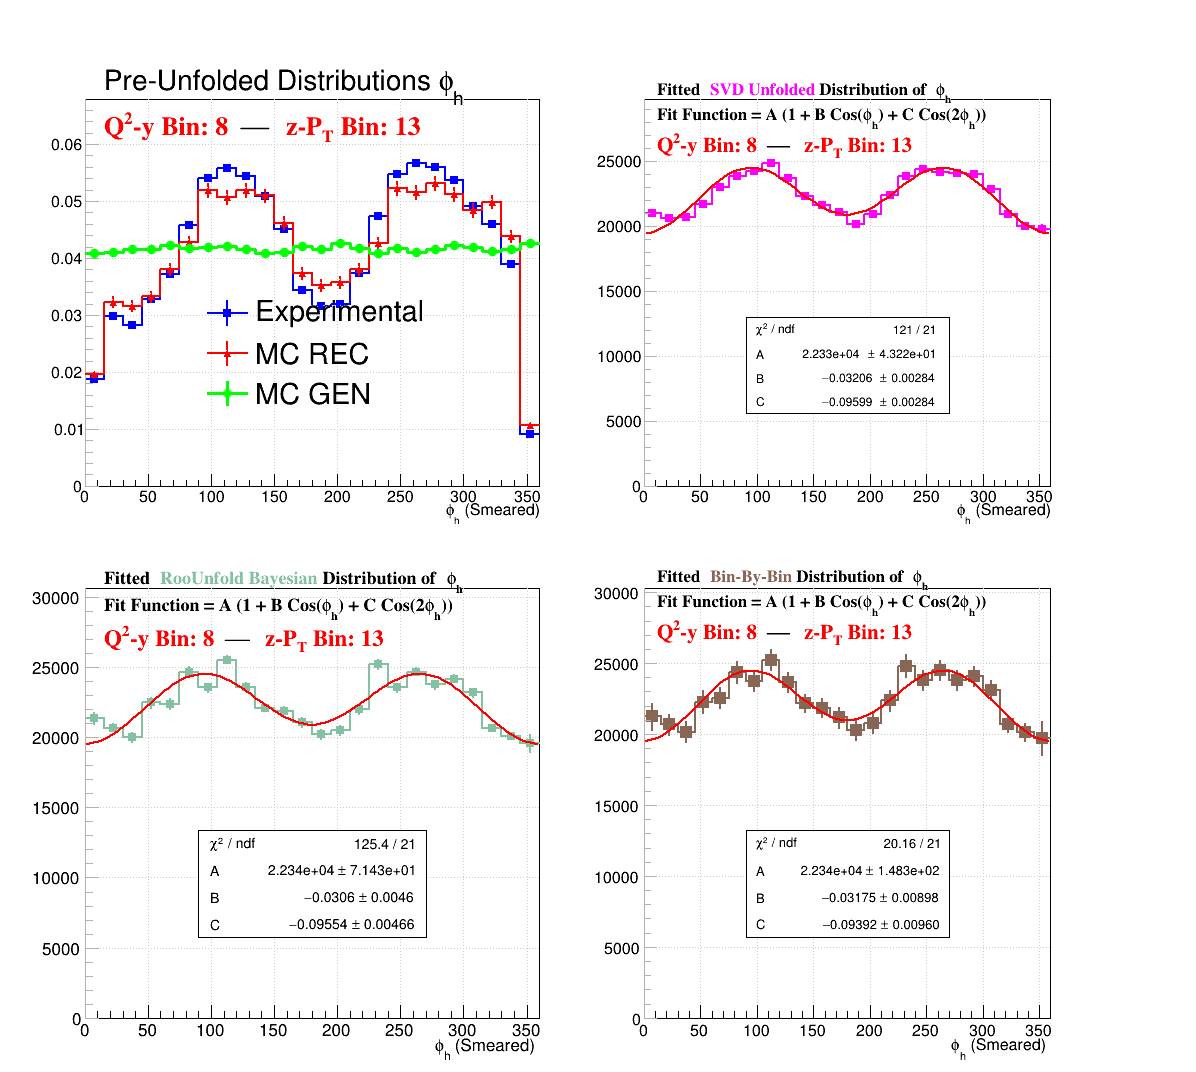 Pre-Unfolded Distributions ϕh
Q²-y Bin: 8 — z-PT Bin: 13
0.06
0.05
0.04
0.03
0.02
0.01
0
Experimental
MC REC
MC GEN
0 50 100 150 200 250 300 350
ϕh (Smeared)
Fitted SVD Unfolded Distribution of ϕh
Fit Function = A (1 + B Cos(ϕh) + C Cos(2ϕh))
Q²-y Bin: 8 — z-PT Bin: 13
25000
20000
15000
10000
5000
0
χ² / ndf 121 / 21
A 2.233e+04 ± 4.322e+01
B −0.03206 ± 0.00284
C −0.09599 ± 0.00284
0 50 100 150 200 250 300 350
ϕh (Smeared)
Fitted RooUnfold Bayesian Distribution of ϕh
Fit Function = A (1 + B Cos(ϕh) + C Cos(2ϕh))
Q²-y Bin: 8 — z-PT Bin: 13
30000
25000
20000
15000
10000
5000
0
χ² / ndf 125.4 / 21
A 2.234e+04 ± 7.143e+01
B −0.0306 ± 0.0046
C −0.09554 ± 0.00466
0 50 100 150 200 250 300 350
ϕh (Smeared)
Fitted Bin-By-Bin Distribution of ϕh
Fit Function = A (1 + B Cos(ϕh) + C Cos(2ϕh))
Q²-y Bin: 8 — z-PT Bin: 13
30000
25000
20000
15000
10000
5000
0
χ² / ndf 20.16 / 21
A 2.234e+04 ± 1.483e+02
B −0.03175 ± 0.00898
C −0.09392 ± 0.00960
0 50 100 150 200 250 300 350
ϕh (Smeared)